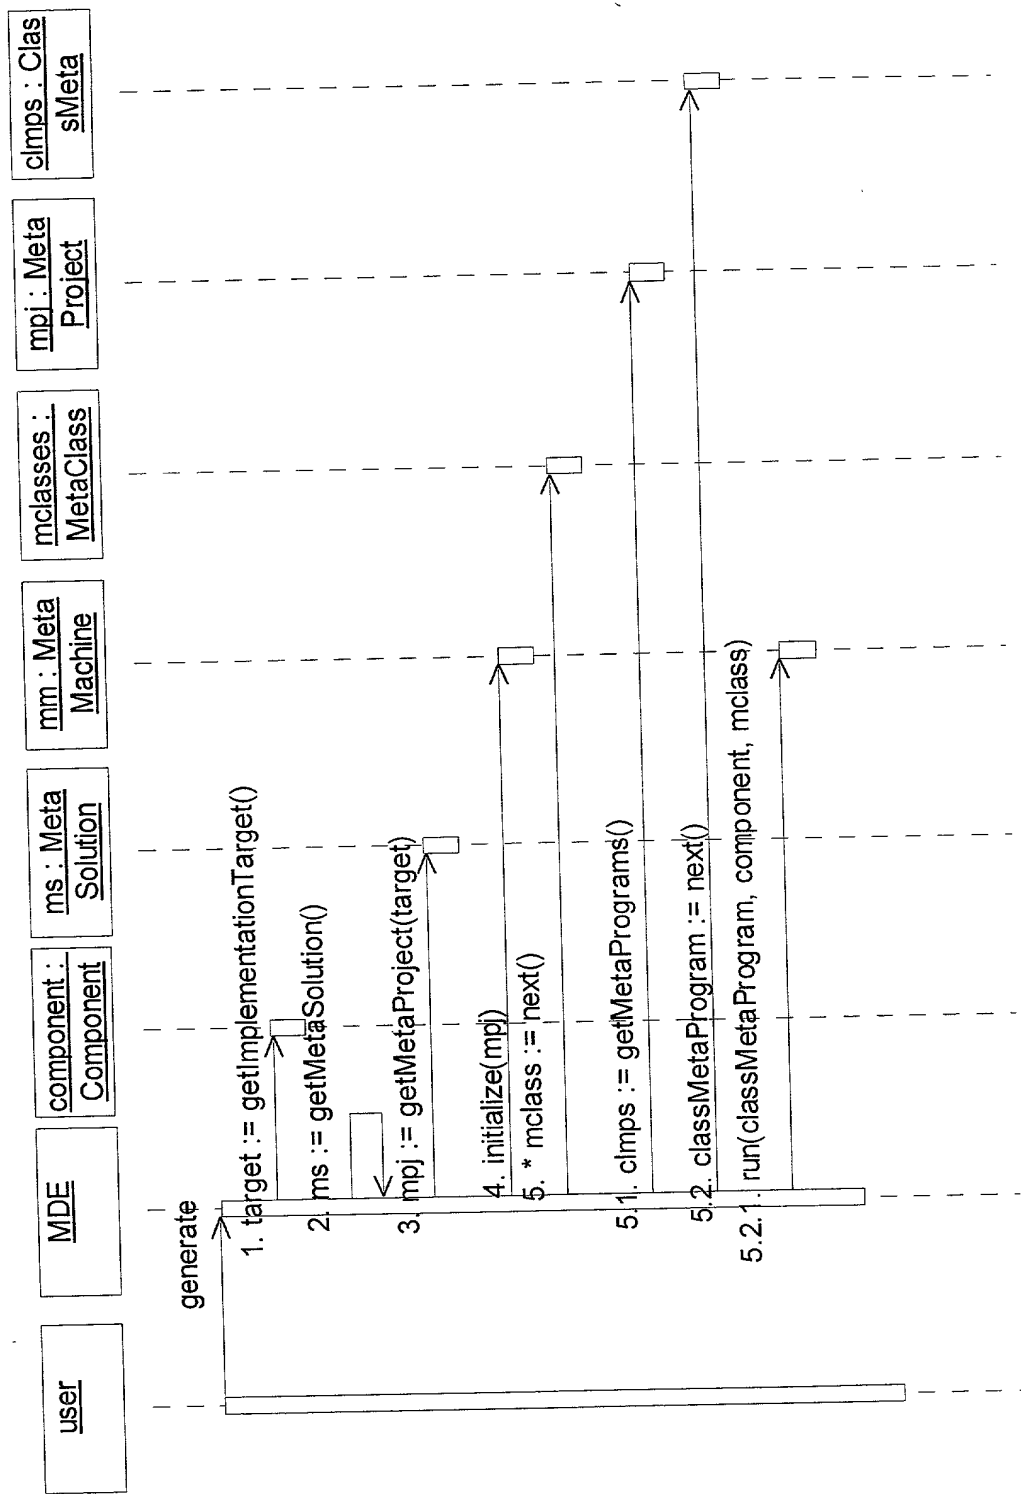 user
MDE
component :
Component
ms : Meta
Solution
mm : Meta
Machine
mclasses :
MetaClass
mpj : Meta
Project
clmps : Clas
sMeta
generate
1. target := getImplementationTarget()
2. ms := getMetaSolution()
3. mpj := getMetaProject(target)
4. initialize(mpj)
5. * mclass := next()
5.1. clmps := getMetaPrograms()
5.2. classMetaProgram := next()
5.2.1. run(classMetaProgram, component, mclass)